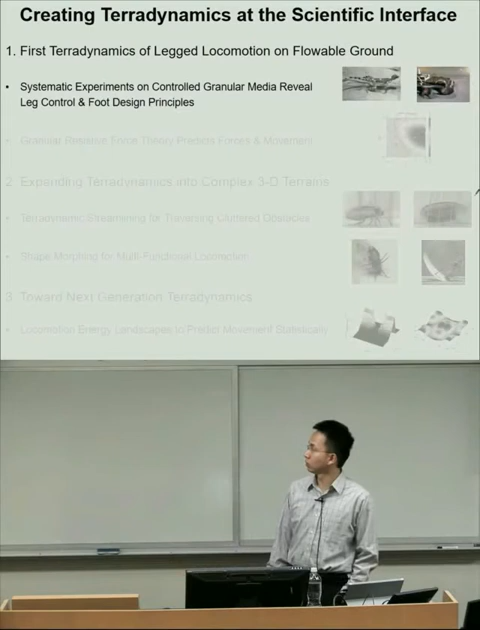 Creating Terradynamics at the Scientific Interface
1. First Terradynamics of Legged Locomotion on Flowable Ground
• Systematic Experiments on Controlled Granular Media Reveal
Leg Control & Foot Design Principles
• Granular Resistive Force Theory Predicts Forces & Movement
2. Expanding Terradynamics into Complex 3-D Terrains
• Terradynamic Streamlining for Traversing Cluttered Obstacles
• Shape Morphing for Multi-Functional Locomotion
3. Toward Next Generation Terradynamics
• Locomotion Energy Landscapes to Predict Movement Statistically